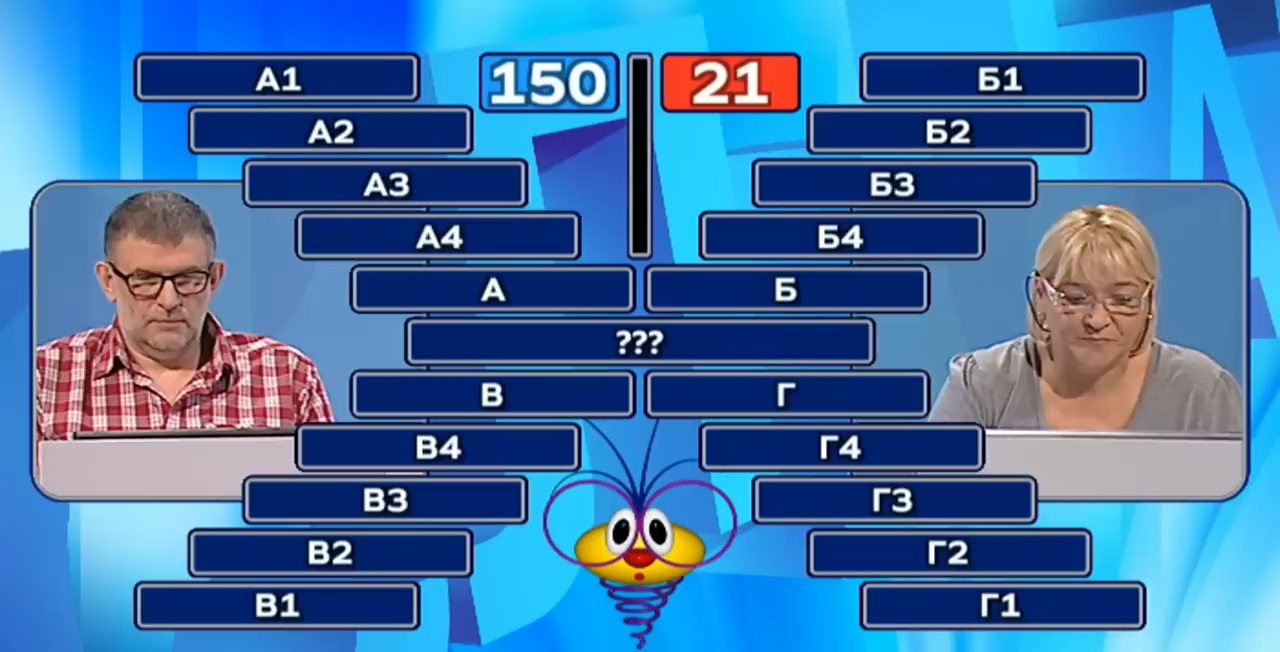 А1 150 21 Б1
А2 Б2
А3 Б3
А4 Б4
А Б
???
В Г
В4 Г4
В3 Г3
В2 Г2
В1 Г1